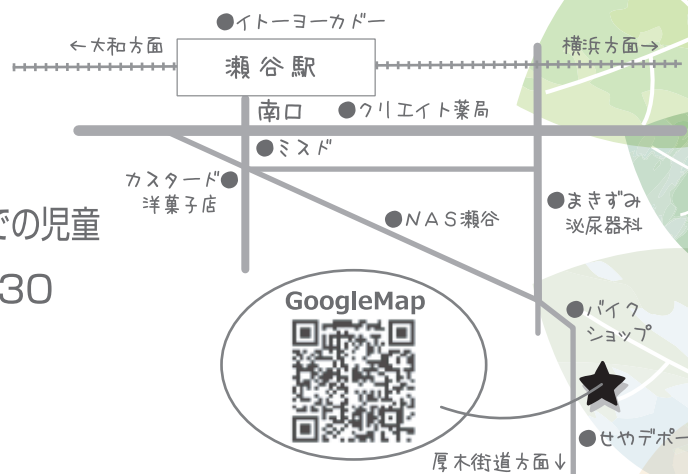 ●イトーヨーカドー
←大和方面
瀬谷駅
横浜方面→
南口
●クリエイト薬局
●ミスド
カスタード●
洋菓子店
での児童
30
●NAS瀬谷
●まきずみ
泌尿器科
GoogleMap
●バイク
ショップ
●せやデポー
厚木街道方面↓